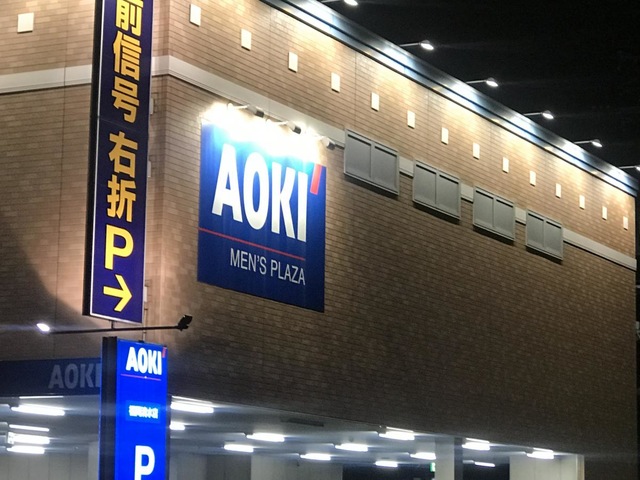 前信号 右折
P
→
AOKI
MEN'S PLAZA
AOKI
AOKI
P